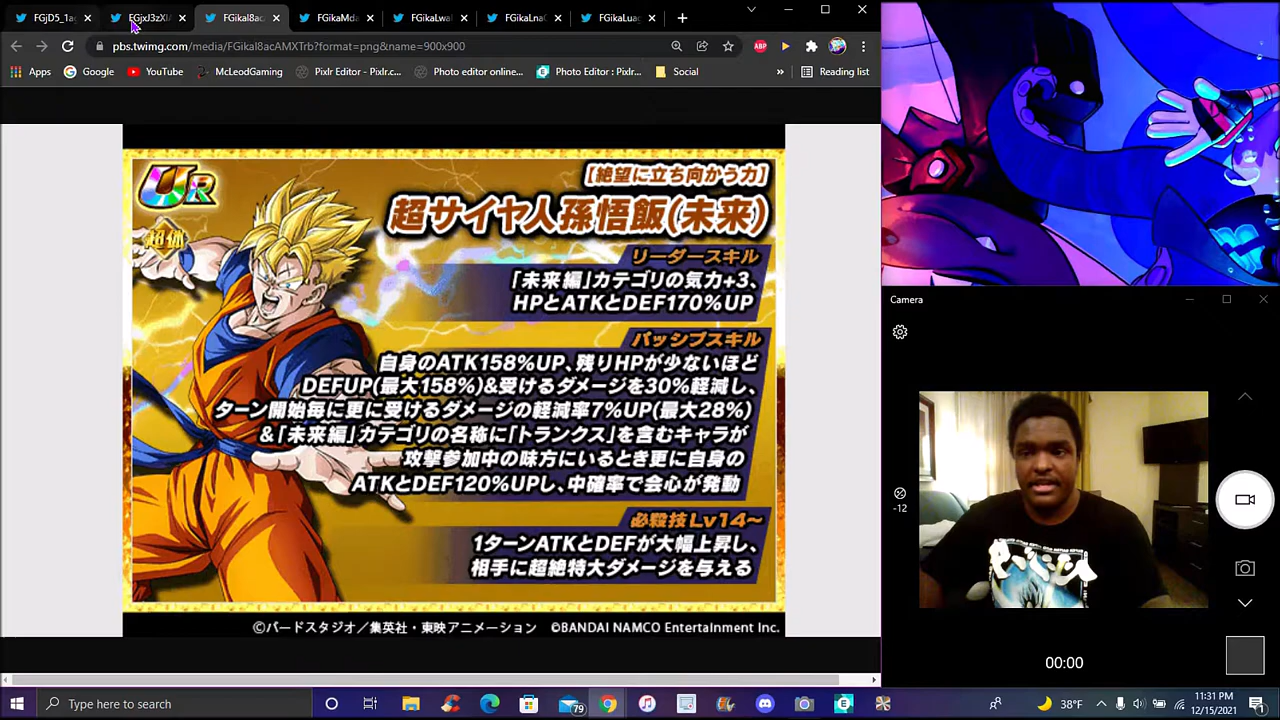 FGjD5_1ag
FGjxJ3zXI
FGikal8ac
FGikaMda
FGikaLwal
FGikaLnaC
FGikaLuag
pbs.twimg.com/media/FGikal8acAMXTrb?format=png&name=900x900
ABP
Apps
Google
YouTube
McLeodGaming
Pixlr Editor - Pixlr.c...
Photo editor online...
Photo Editor : Pixlr...
Social
»
Reading list
UR
超体
【絶望に立ち向かう力】
超サイヤ人孫悟飯(未来)
リーダースキル
「未来編」カテゴリの気力+3、
HPとATKとDEF170%UP
パッシブスキル
自身のATK158%UP、残りHPが少ないほど
DEFUP(最大158%)&受けるダメージを30%軽減し、
ターン開始毎に更に受けるダメージの軽減率7%UP(最大28%)
&「未来編」カテゴリの名称に「トランクス」を含むキャラが
攻撃参加中の味方にいるとき更に自身の
ATKとDEF120%UPし、中確率で会心が発動
必殺技Lv14~
1ターンATKとDEFが大幅上昇し、
相手に超絶特大ダメージを与える
©バードスタジオ/集英社・東映アニメーション ©BANDAI NAMCO Entertainment Inc.
Camera
-12
00:00
Type here to search
79
38°F
11:31 PM
12/15/2021
1